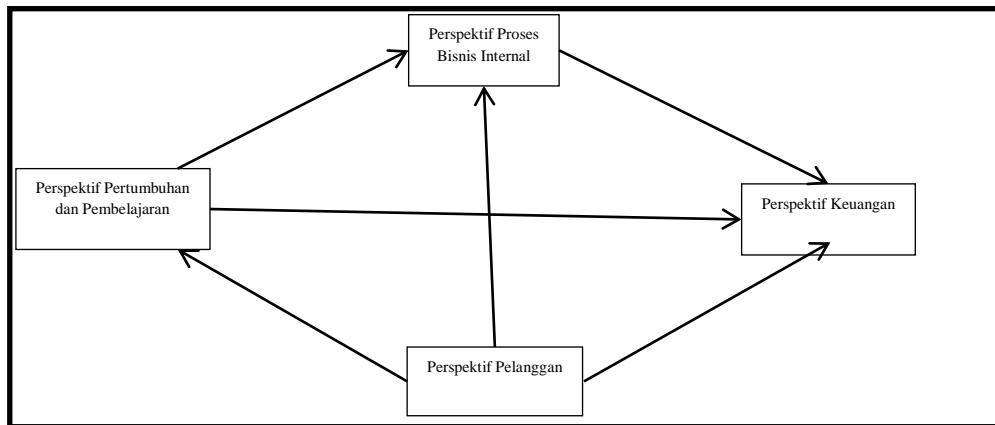 Perspektif Proses
Bisnis Internal
Perspektif Pertumbuhan
dan Pembelajaran
Perspektif Keuangan
Perspektif Pelanggan